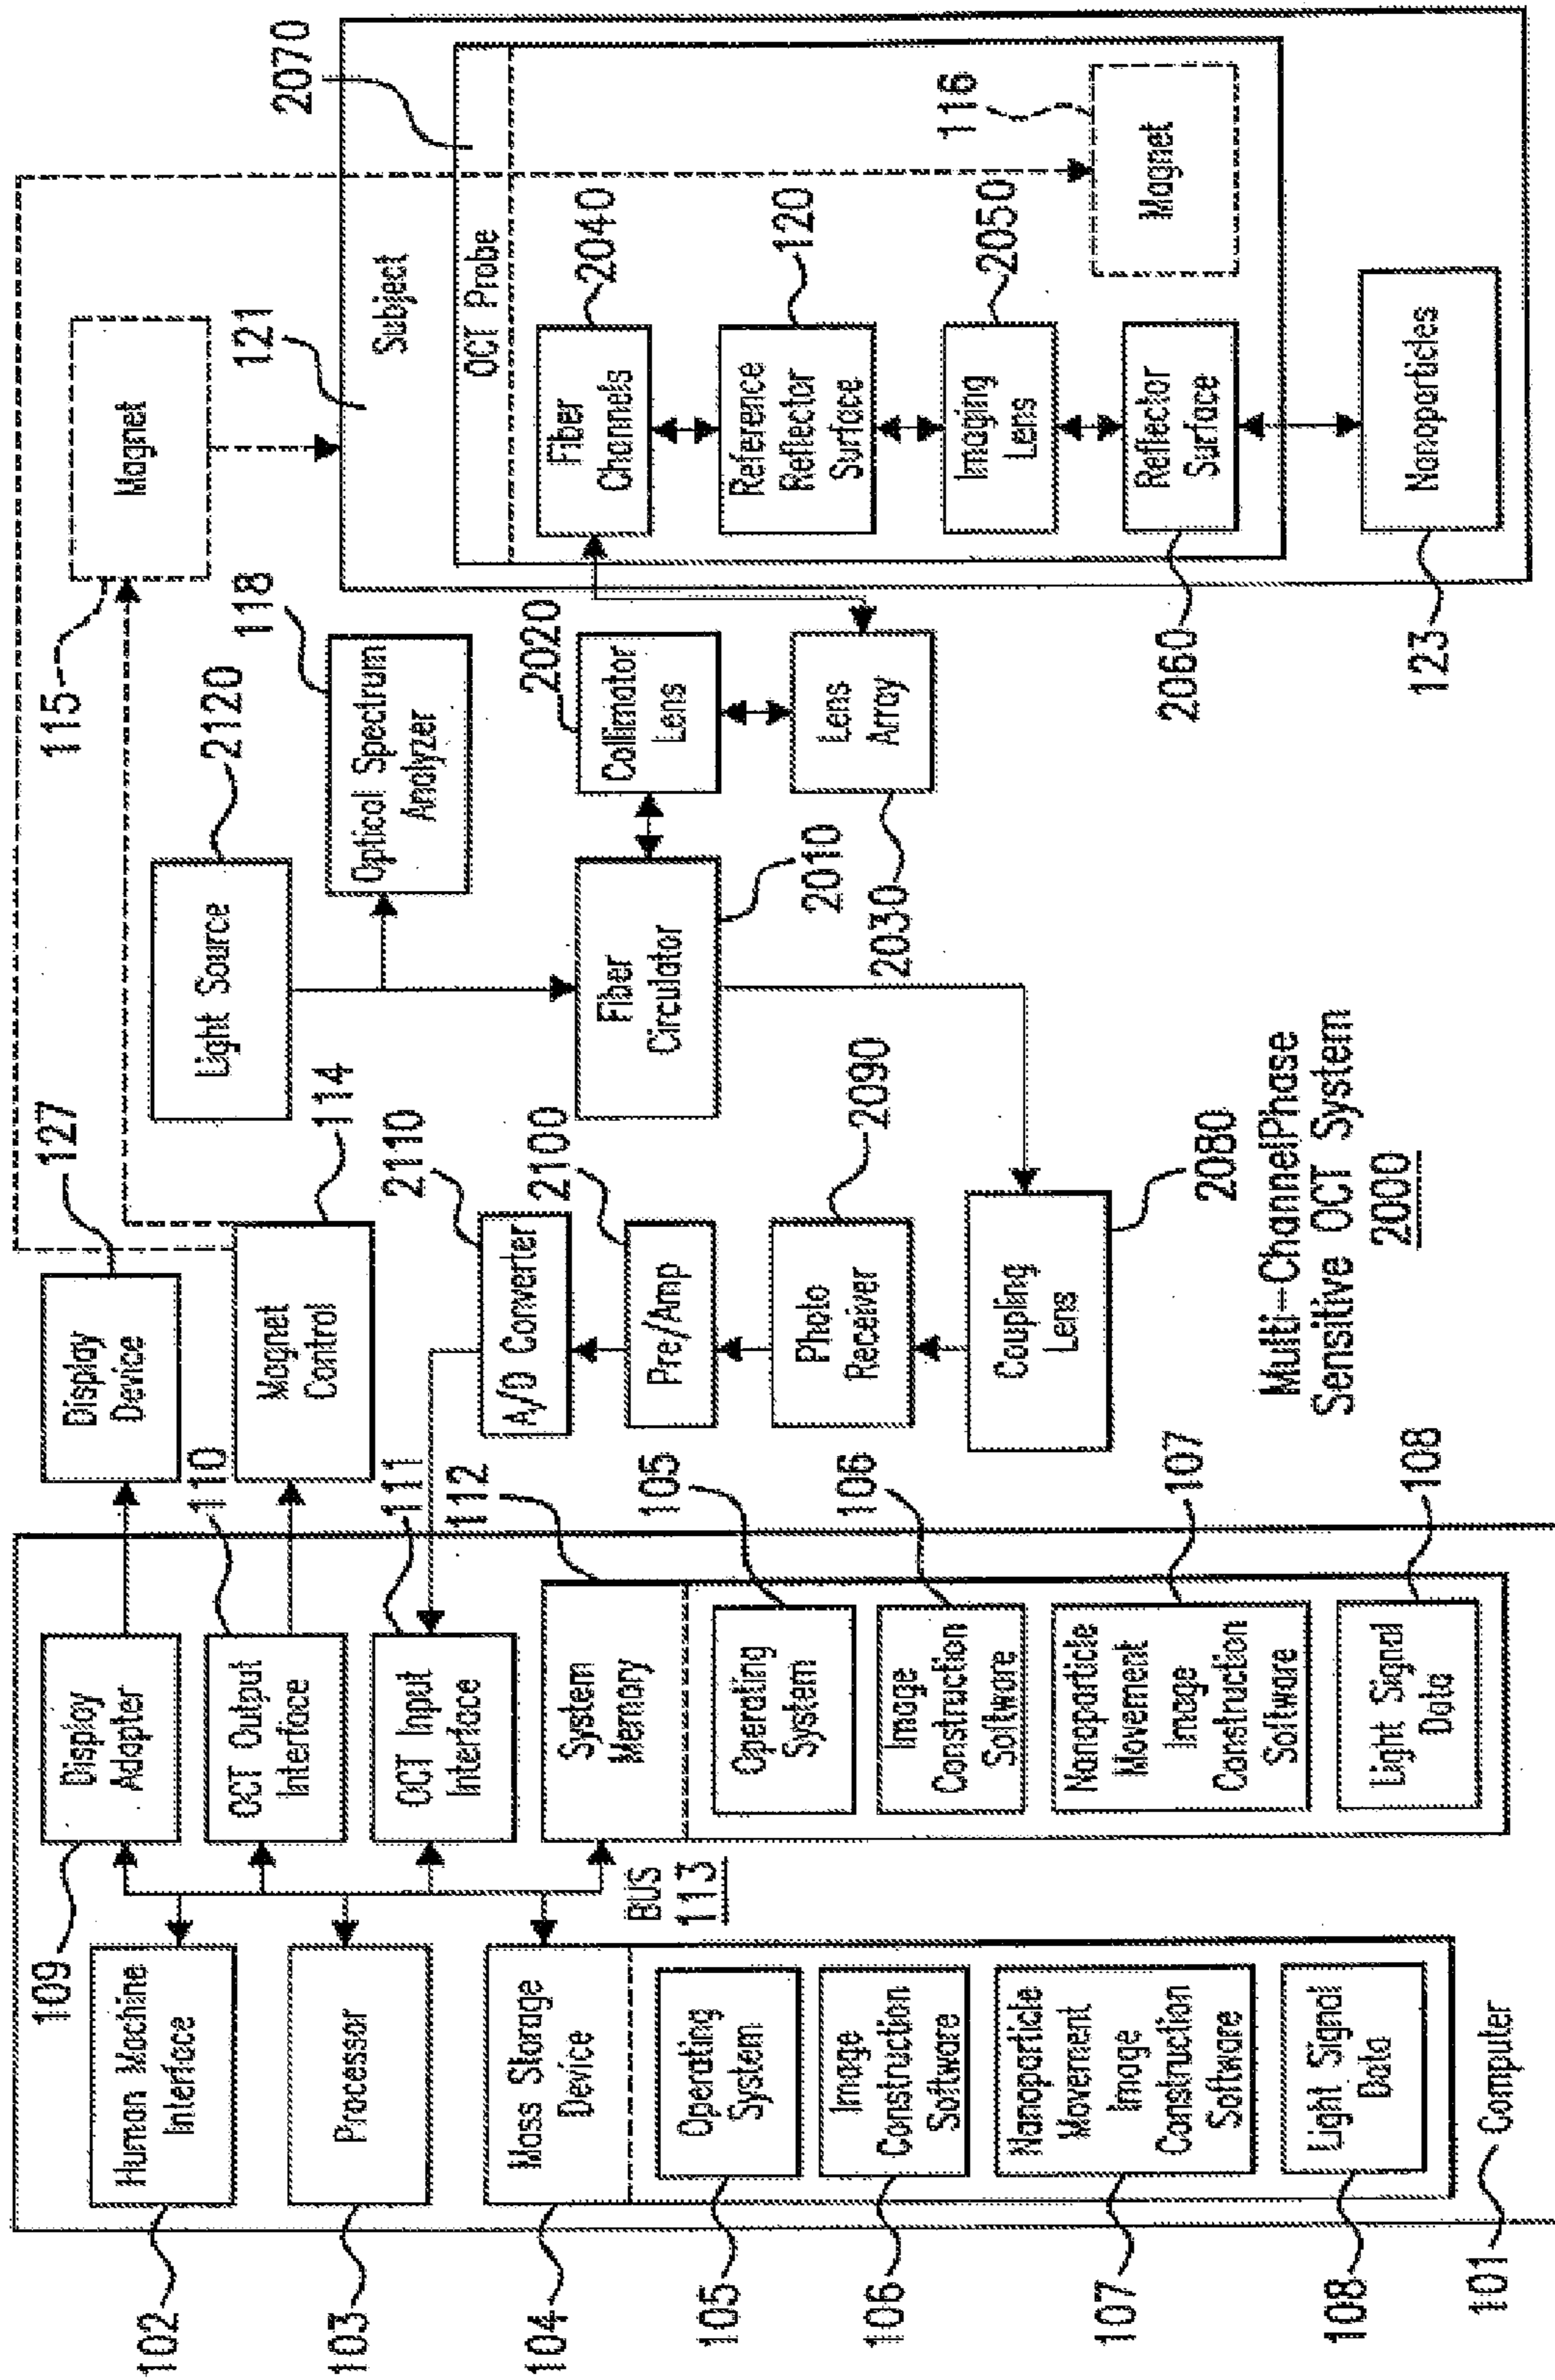 102
Human Machine
Interface
103
Processor
104
Mass Storage
Device
105
Operating
System
106
Image
Construction
Software
107
Nanoparticle
Movement
Image
Construction
Software
108
Light Signal
Data
101
Computer
109
Display
Adapter
110
OCT Output
Interface
111
OCT Input
Interface
112
System
Memory
BUS
113
105
Operating
System
106
Image
Construction
Software
107
Nanoparticle
Movement
Image
Construction
Software
108
Light Signal
Data
127
Display
Device
114
Magnet
Control
2110
A/D Converter
2100
Pre/Amp
2090
Photo
Receiver
2080
Coupling
Lens
Multi-ChannelPhase
Sensitive OCT System
2000
2120
Light Source
118
Optical Spectrum
Analyzer
2010
Fiber
Circulator
2020
Collimator
Lens
2030
Lens
Array
115
Magnet
121
Subject
2070
OCT Probe
2040
Fiber
Channels
120
Reference
Reflector
Surface
2050
Imaging
Lens
2060
Reflector
Surface
116
Magnet
123
Nanoparticles